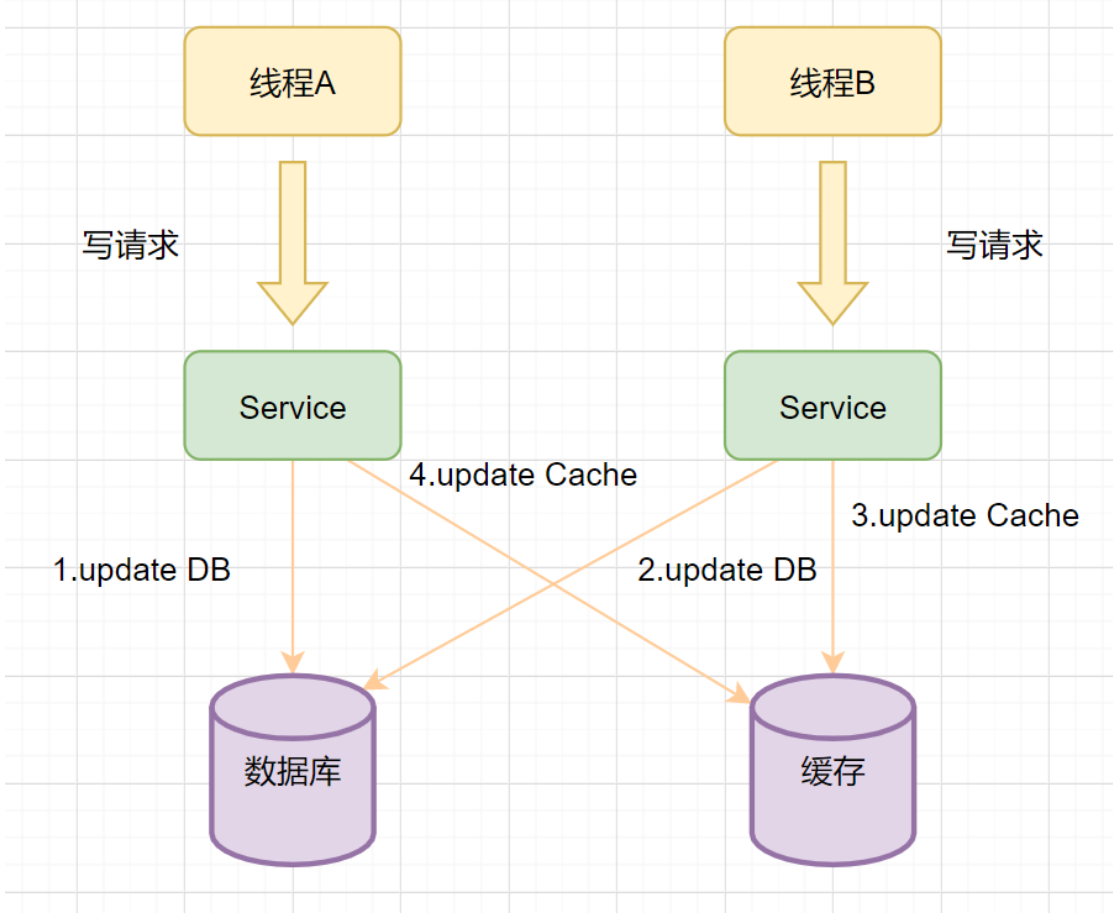 线程A
线程B
写请求
写请求
Service
Service
4.update Cache
3.update Cache
1.update DB
2.update DB
数据库
缓存